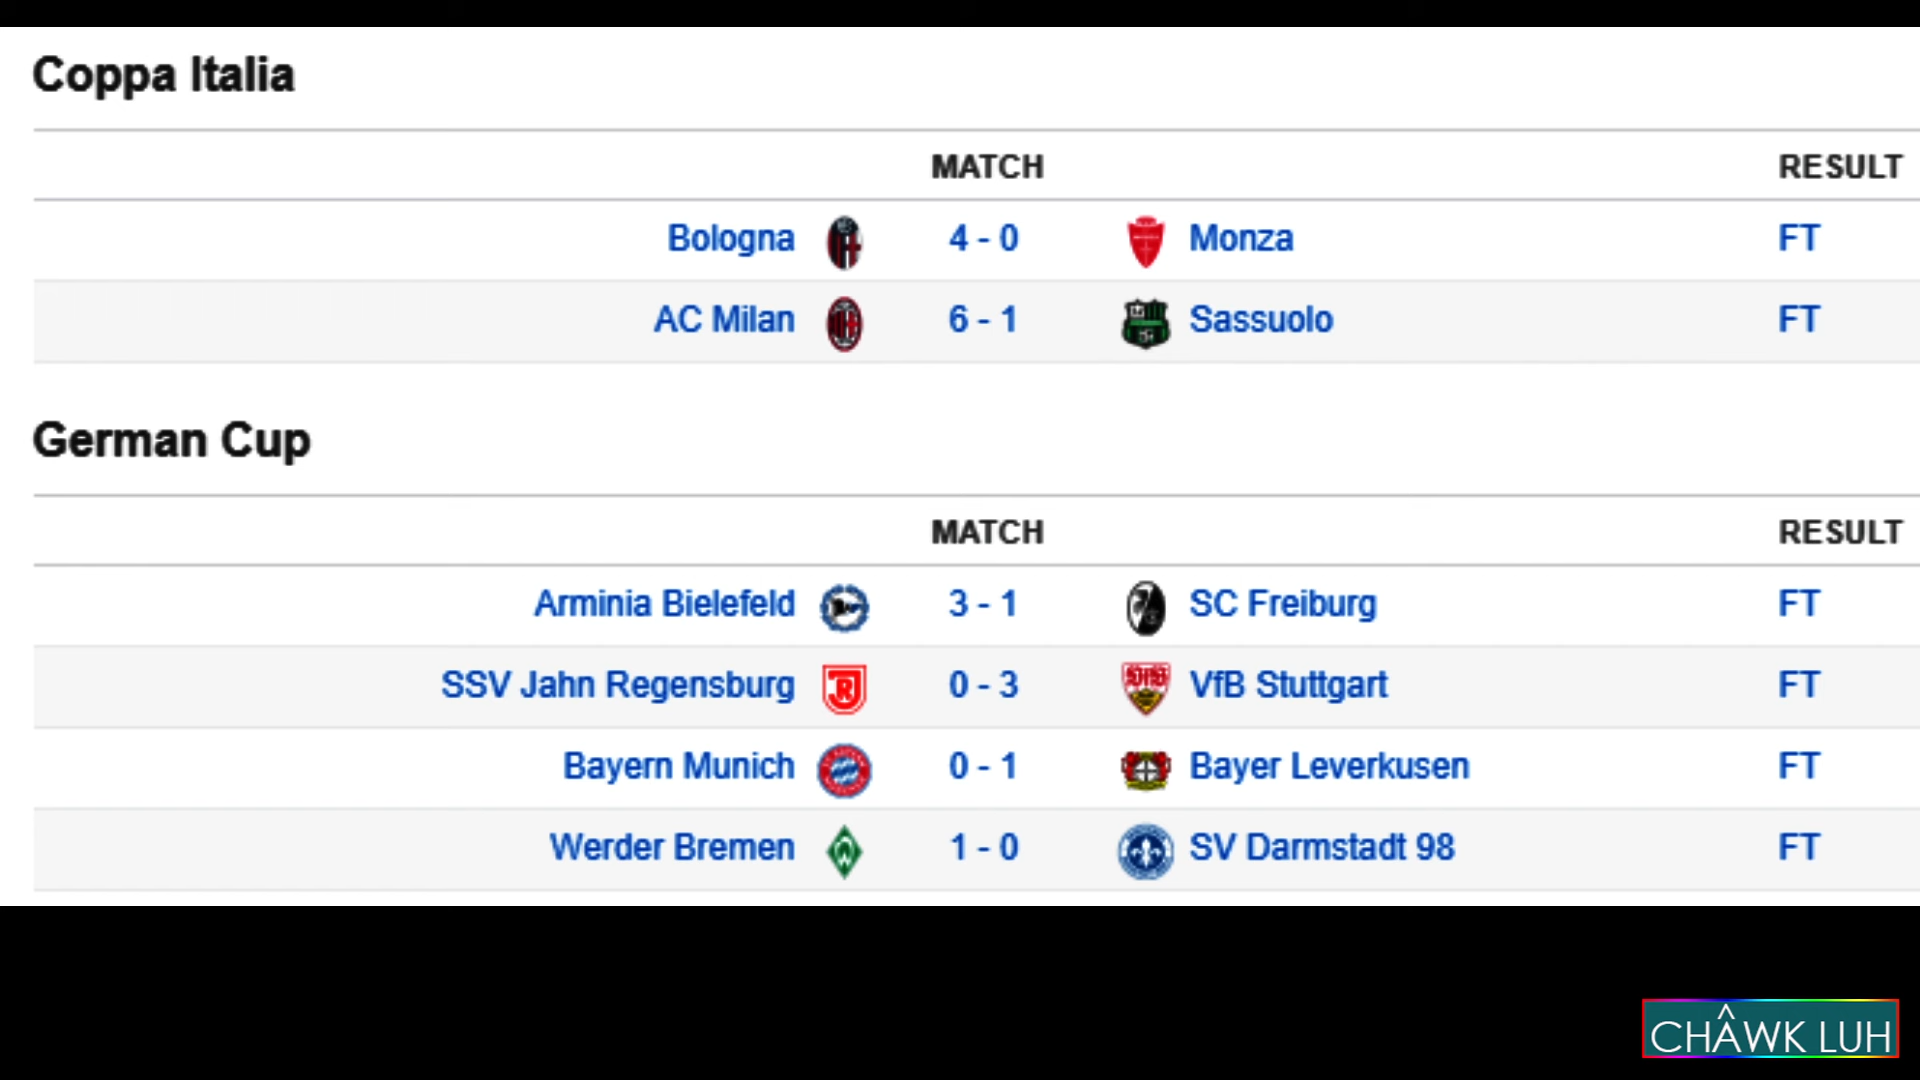 Coppa Italia
MATCH RESULT
Bologna 4 - 0 Monza FT
AC Milan 6 - 1 Sassuolo FT
German Cup
MATCH RESULT
Arminia Bielefeld 3 - 1 SC Freiburg FT
SSV Jahn Regensburg 0 - 3 VfB Stuttgart FT
Bayern Munich 0 - 1 Bayer Leverkusen FT
Werder Bremen 1 - 0 SV Darmstadt 98 FT
CHÂWK LUH